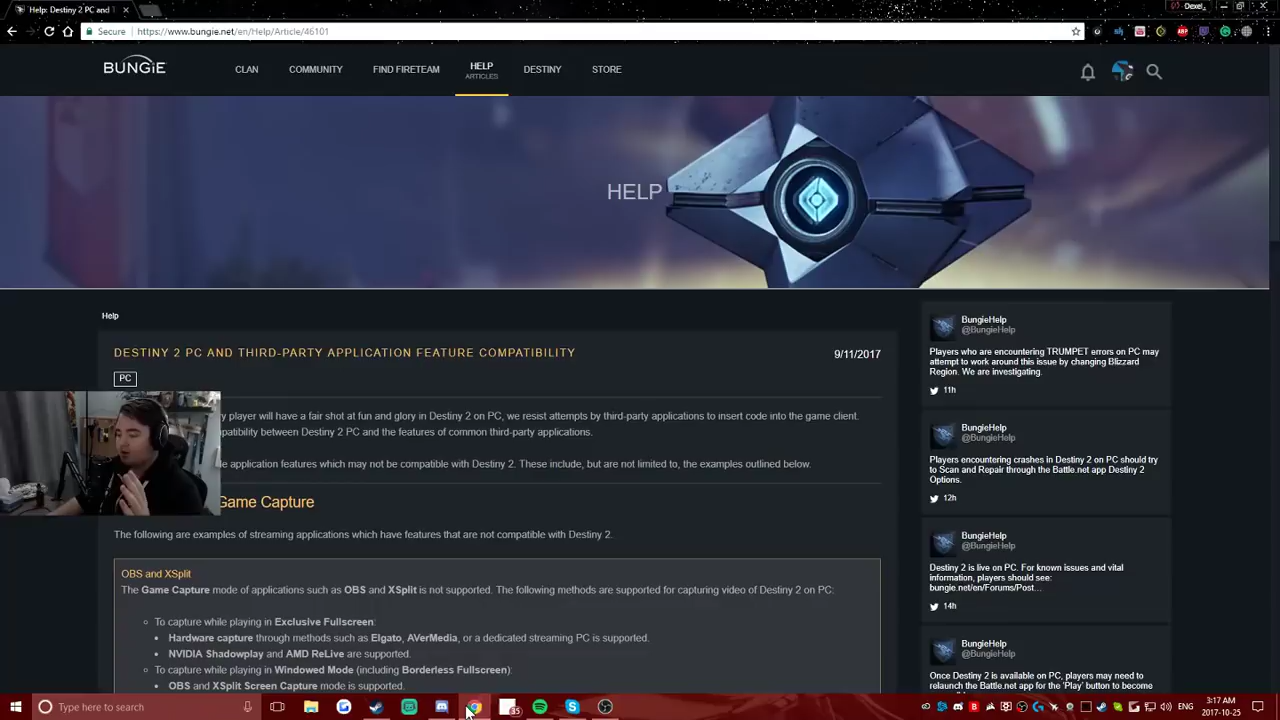 Help: Destiny 2 PC and T
Dexel
Secure
https://www.bungie.net/en/Help/Article/46101
BUNGiE
CLAN
COMMUNITY
FIND FIRETEAM
HELP
ARTICLES
DESTINY
STORE
HELP
Help
DESTINY 2 PC AND THIRD-PARTY APPLICATION FEATURE COMPATIBILITY
9/11/2017
PC
y player will have a fair shot at fun and glory in Destiny 2 on PC, we resist attempts by third-party applications to insert code into the game client.
patibility between Destiny 2 PC and the features of common third-party applications.
le application features which may not be compatible with Destiny 2. These include, but are not limited to, the examples outlined below.
Game Capture
The following are examples of streaming applications which have features that are not compatible with Destiny 2.
OBS and XSplit
The Game Capture mode of applications such as OBS and XSplit is not supported. The following methods are supported for capturing video of Destiny 2 on PC:
To capture while playing in Exclusive Fullscreen:
Hardware capture through methods such as Elgato, AVerMedia, or a dedicated streaming PC is supported.
NVIDIA Shadowplay and AMD ReLive are supported.
To capture while playing in Windowed Mode (including Borderless Fullscreen):
OBS and XSplit Screen Capture mode is supported.
BungieHelp
@BungieHelp
Players who are encountering TRUMPET errors on PC may
attempt to work around this issue by changing Blizzard
Region. We are investigating.
11h
BungieHelp
@BungieHelp
Players encountering crashes in Destiny 2 on PC should try
to Scan and Repair through the Battle.net app Destiny 2
Options.
12h
BungieHelp
@BungieHelp
Destiny 2 is live on PC. For known issues and vital
information, players should see:
bungie.net/en/Forums/Post...
14h
BungieHelp
@BungieHelp
Once Destiny 2 is available on PC, players may need to
relaunch the Battle.net app for the 'Play' button to become
Type here to search
ENG
3:17 AM
2017-10-25